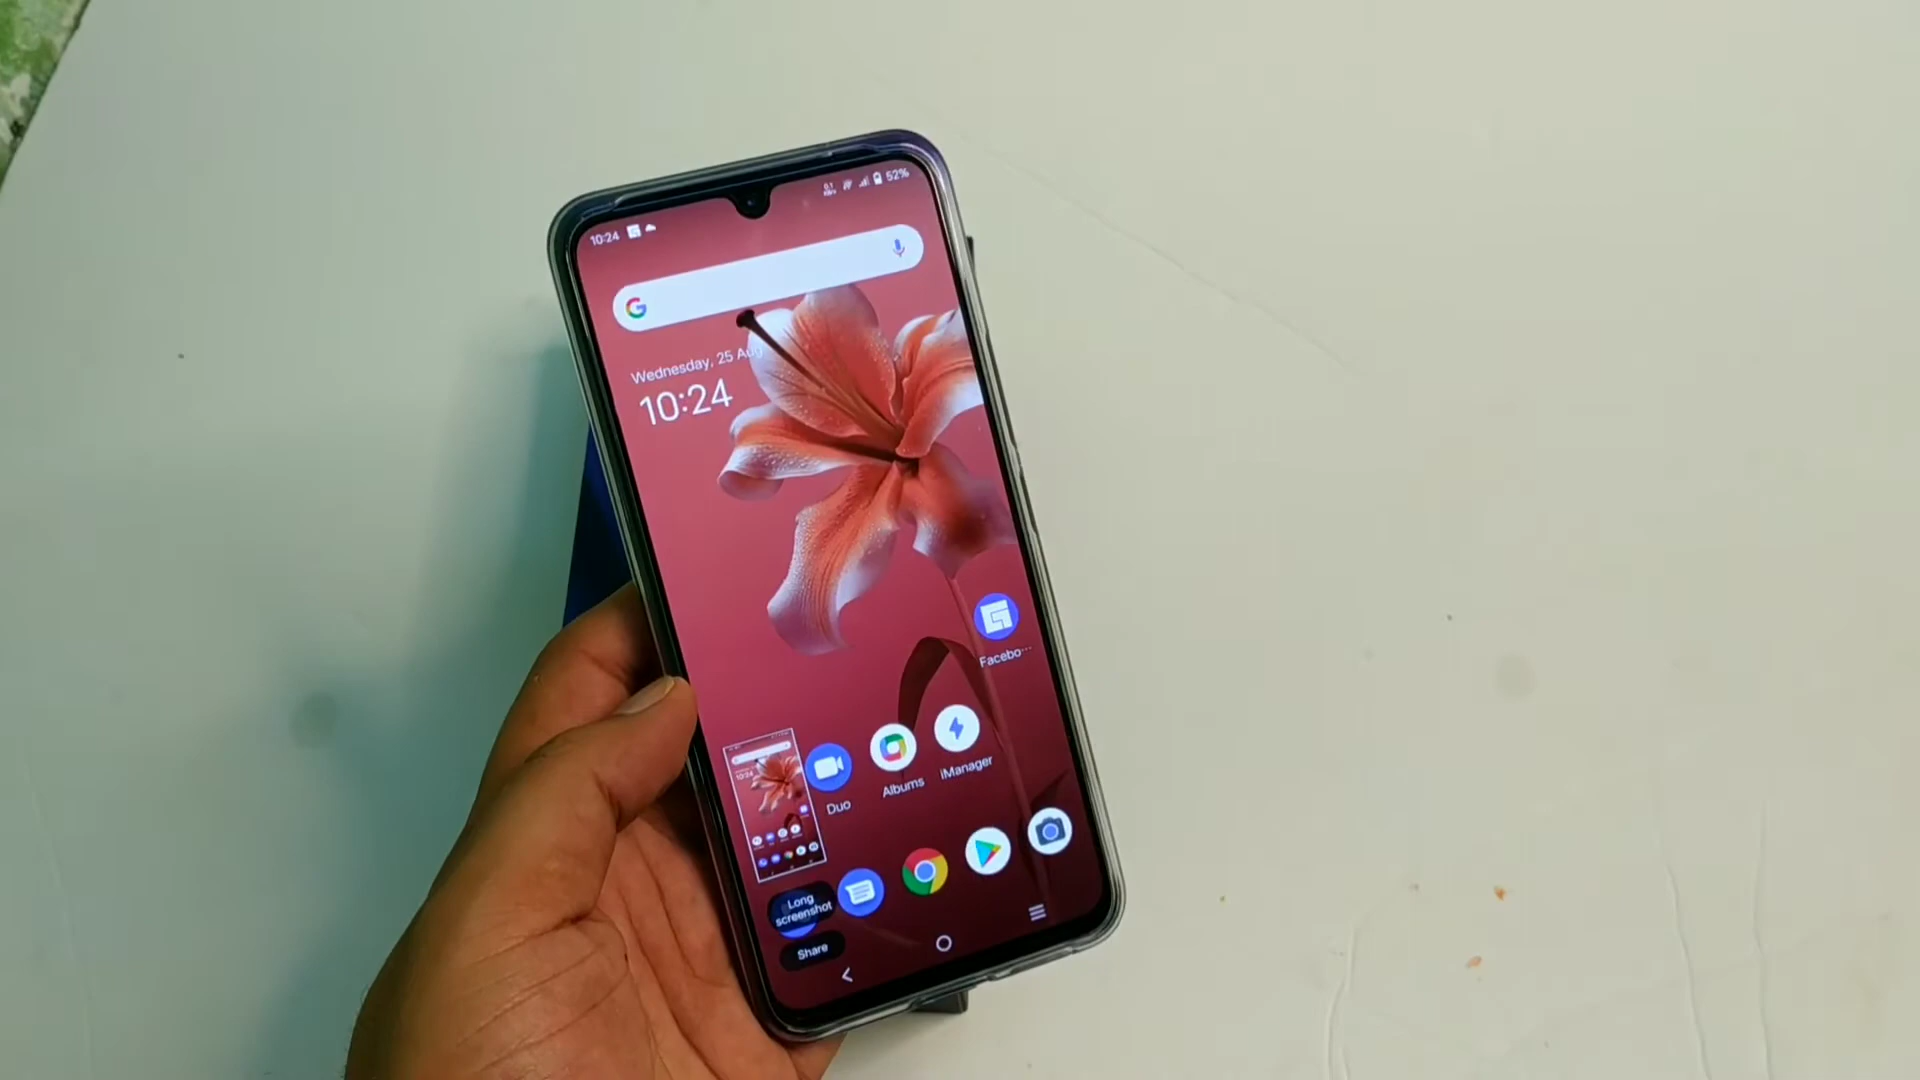 10:24
52%
Wednesday, 25 Aug
10:24
Facebo...
Duo
Albums
iManager
Long
screenshot
Share